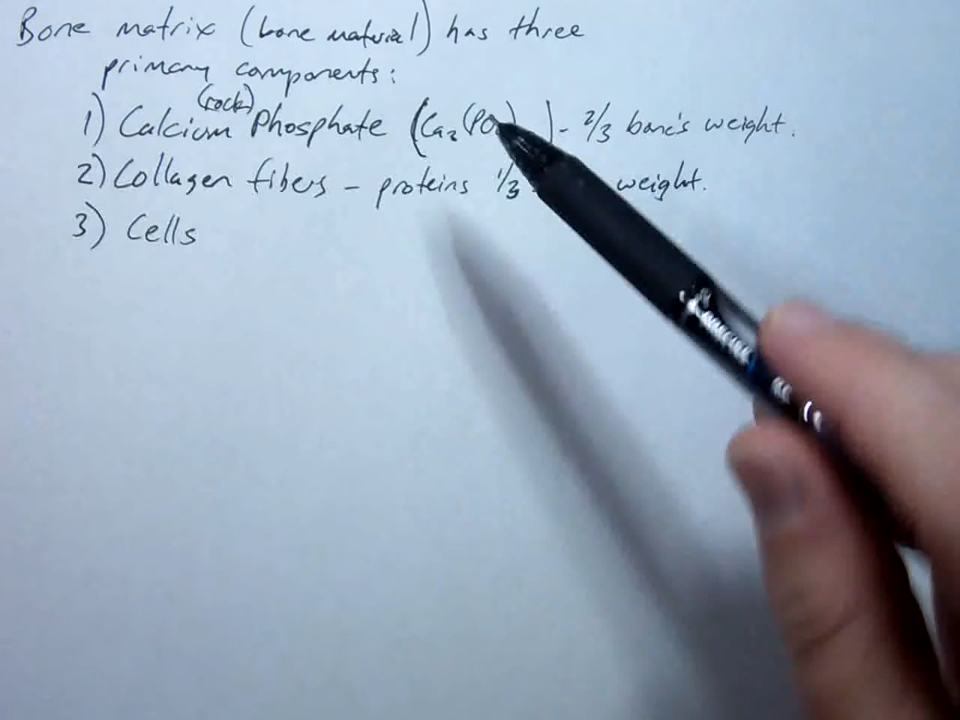 Bone matrix (bone material) has three
primary components:
(rock)
1) Calcium Phosphate (Ca2(PO ) - 2/3 bone's weight.
2) Collagen fibers - proteins 1/3 weight.
3) Cells